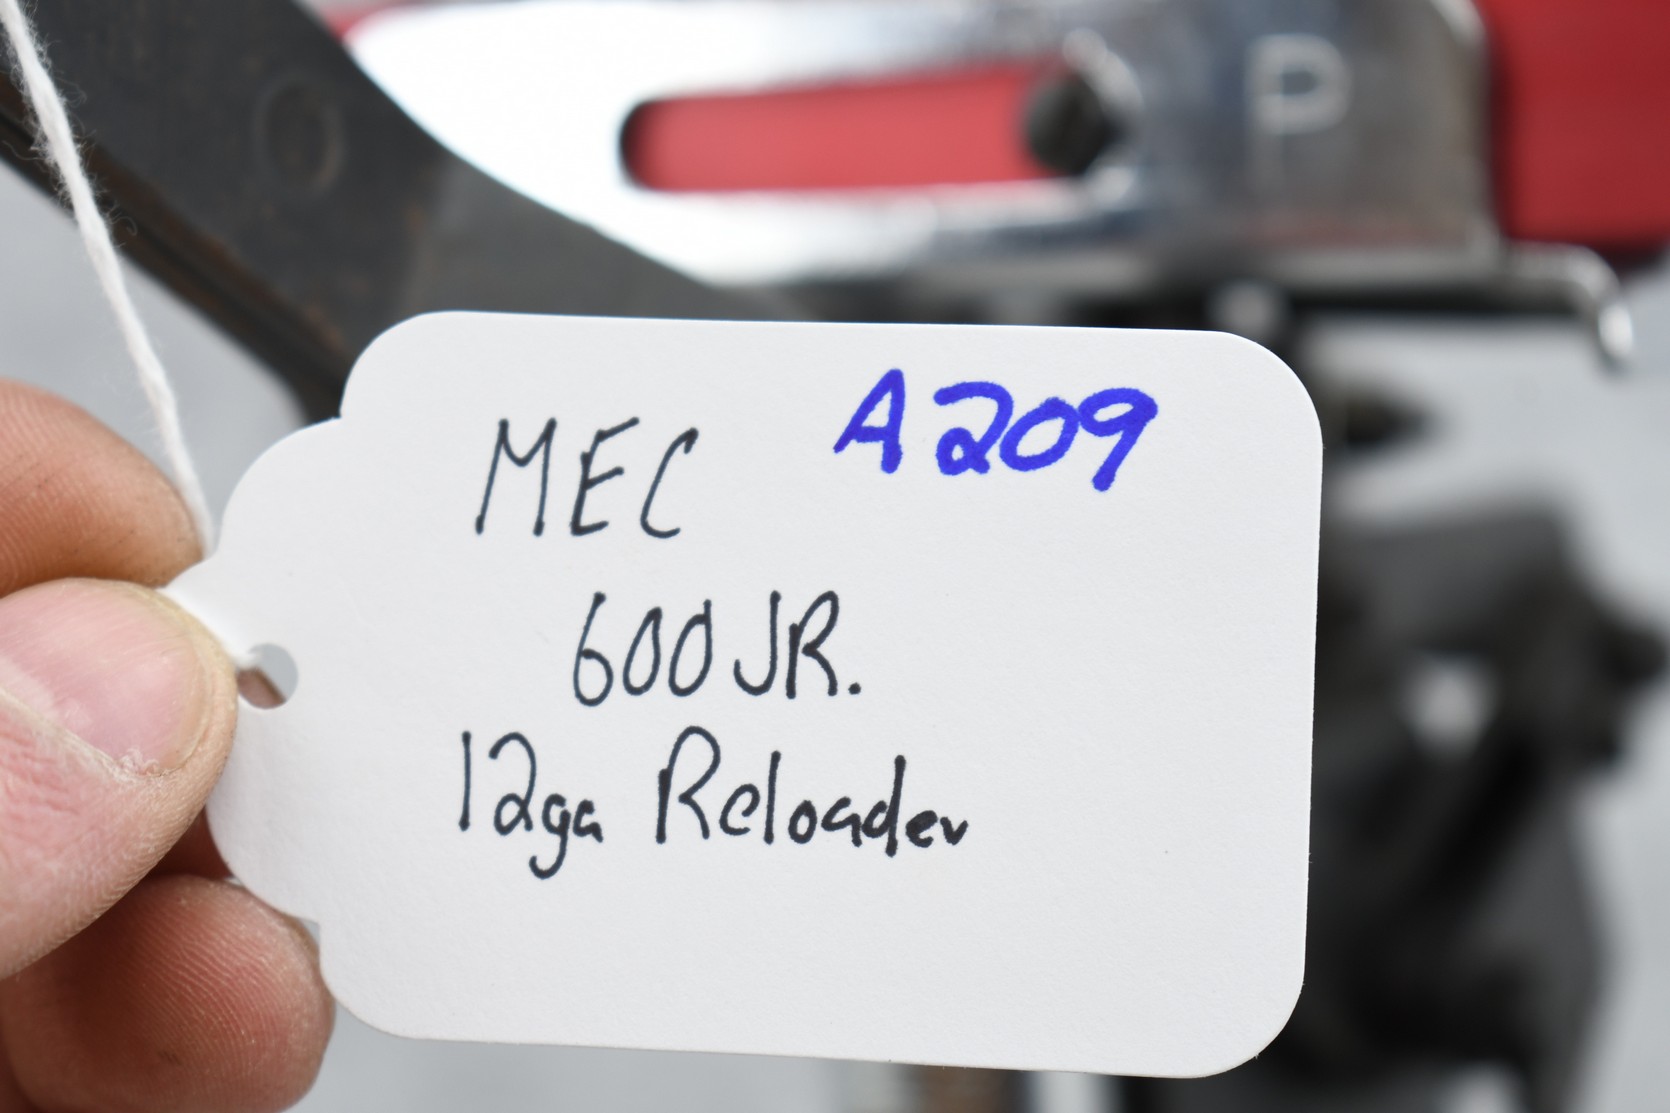 P
MEC A209
600 JR.
12ga Reloader